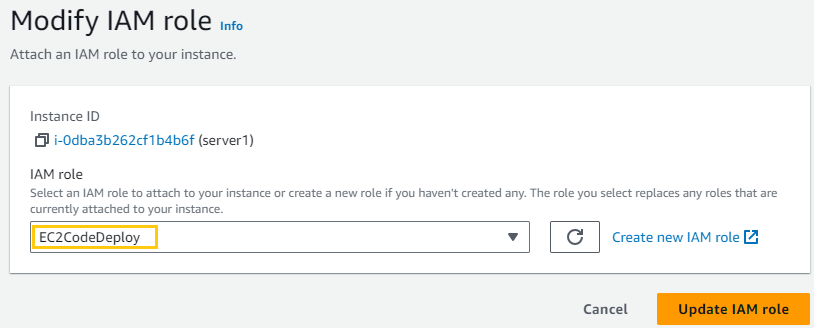 Modify IAM role Info
Attach an IAM role to your instance.
Instance ID
i-0dba3b262cf1b4b6f (server1)
IAM role
Select an IAM role to attach to your instance or create a new role if you haven't created any. The role you select replaces any roles that are
currently attached to your instance.
EC2CodeDeploy
Create new IAM role
Cancel
Update IAM role